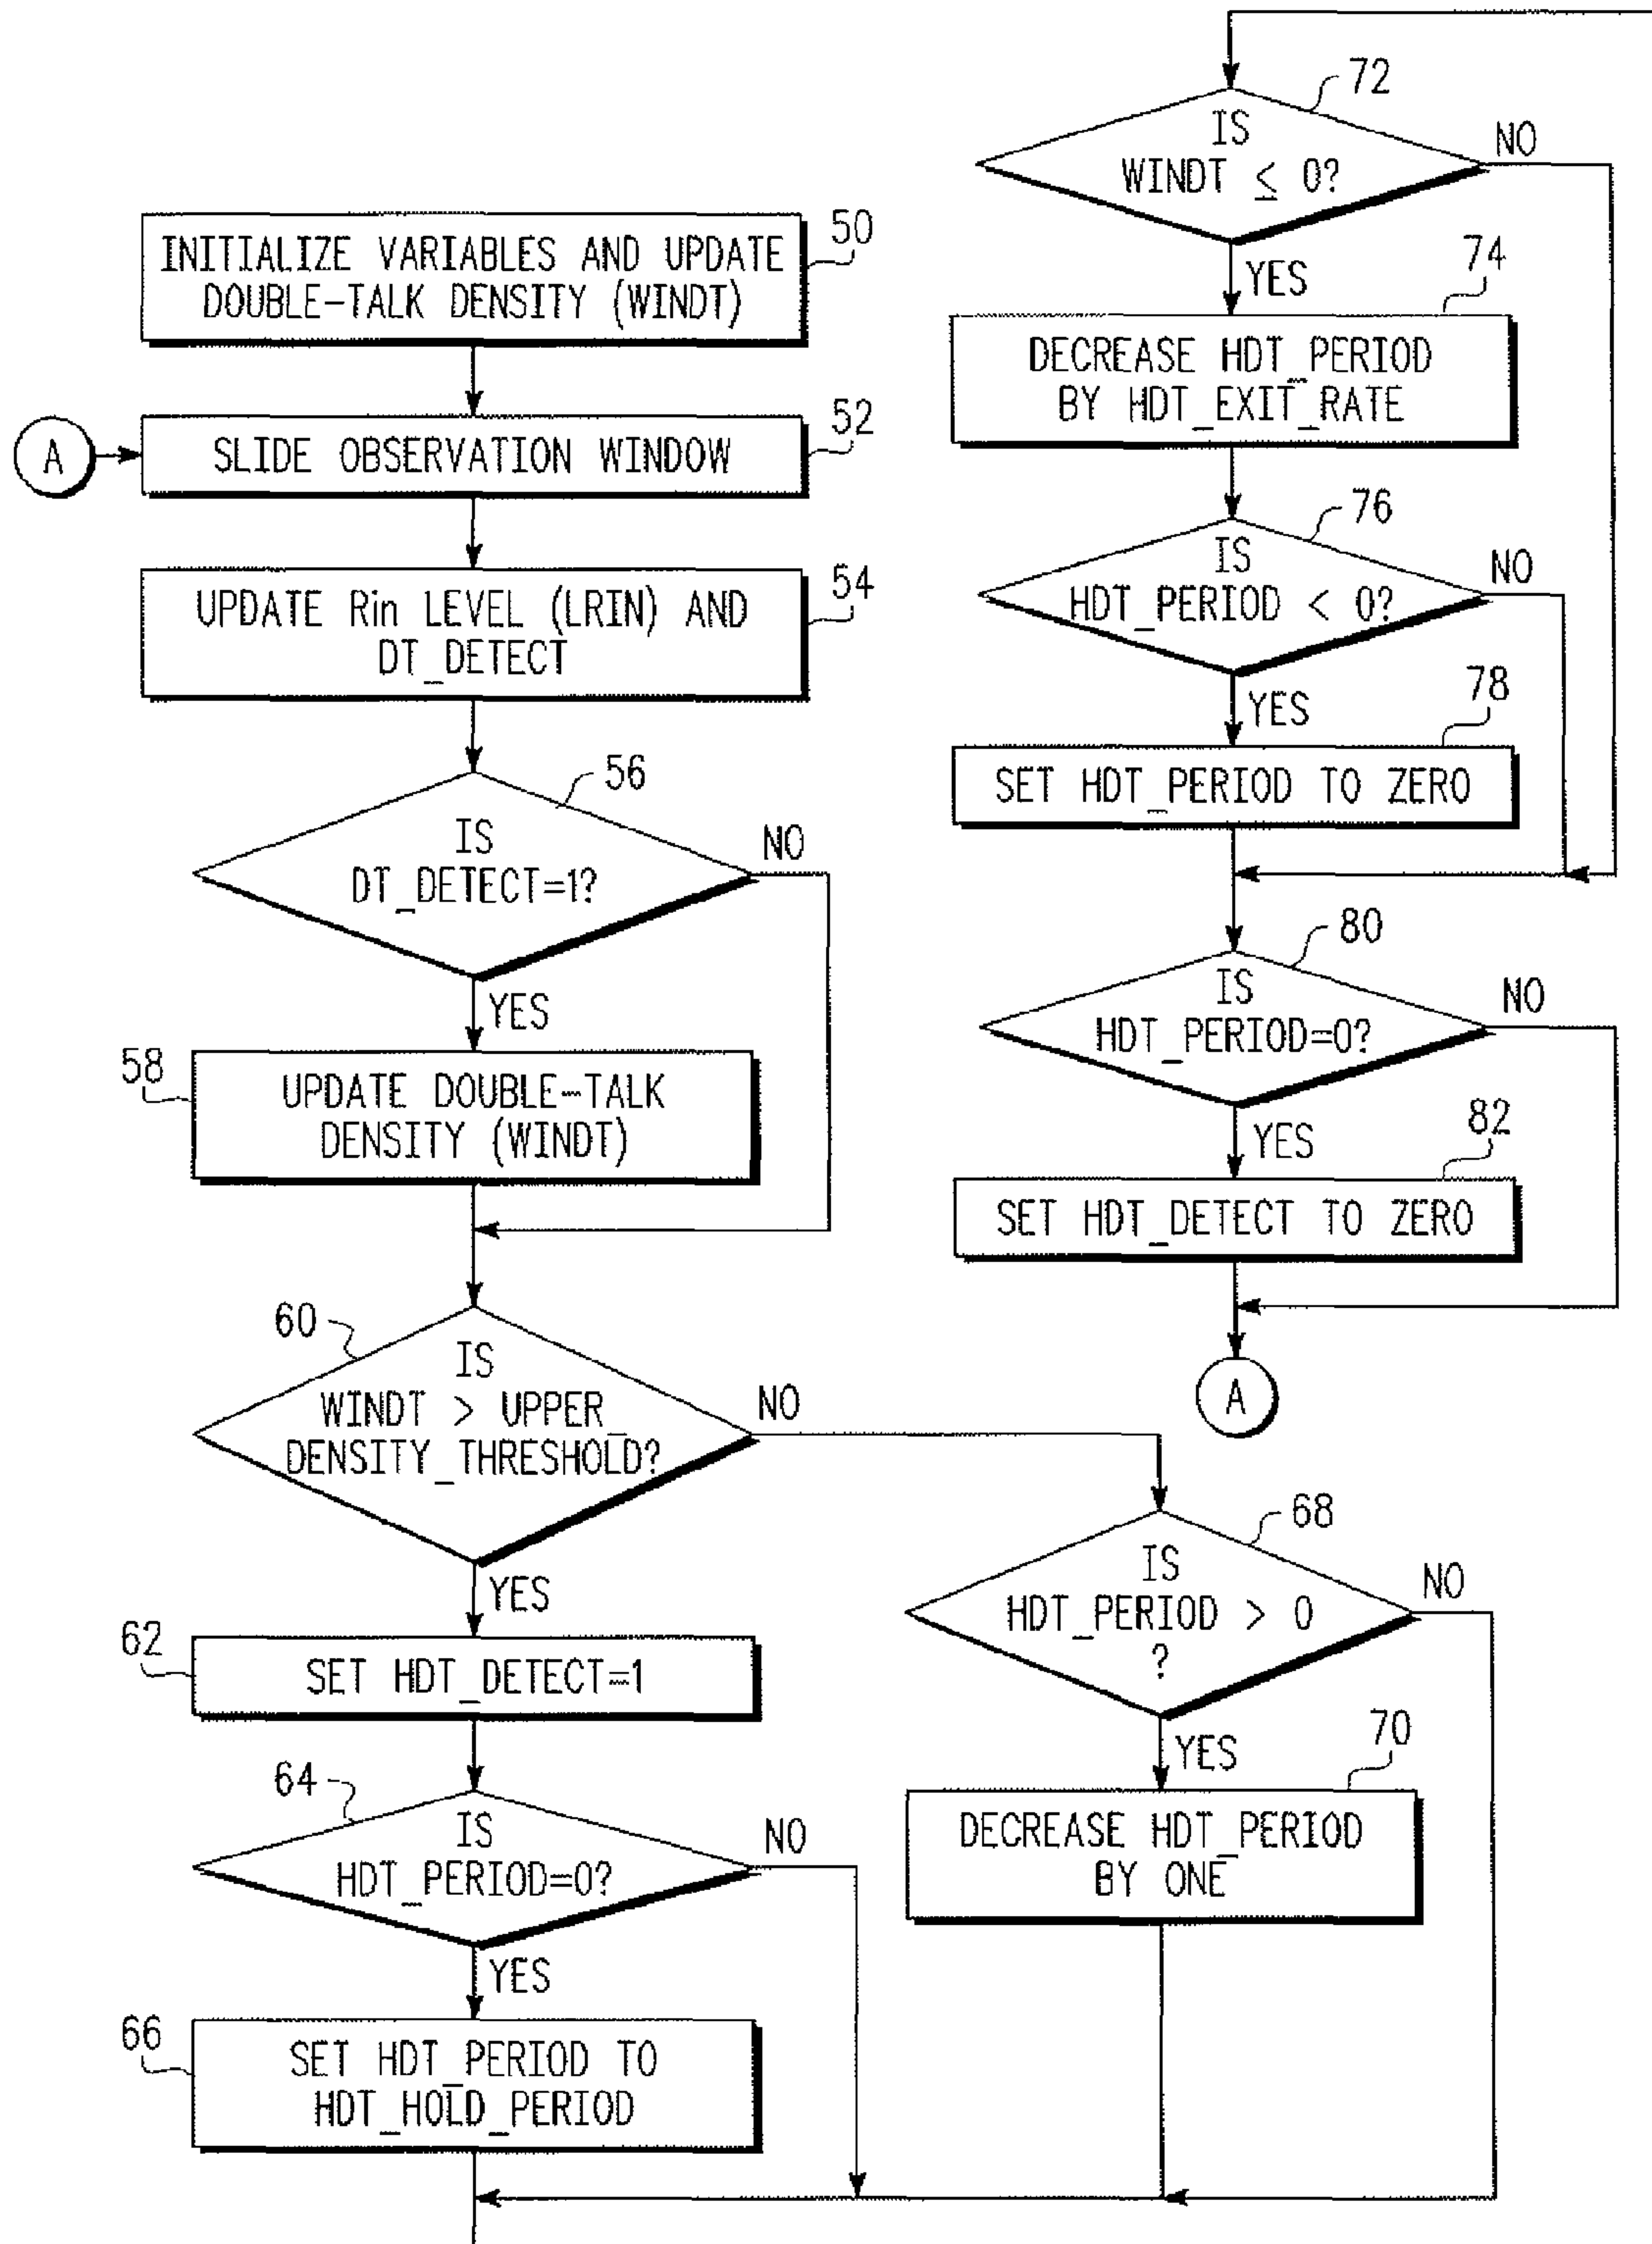 50
INITIALIZE VARIABLES AND UPDATE
DOUBLE-TALK DENSITY (WINDT)
A
52
SLIDE OBSERVATION WINDOW
54
UPDATE Rin LEVEL (LRIN) AND
DT_DETECT
56
IS
DT_DETECT=1?
NO
YES
58
UPDATE DOUBLE-TALK
DENSITY (WINDT)
60
IS
WINDT > UPPER_
DENSITY_THRESHOLD?
NO
YES
62
SET HDT_DETECT=1
64
IS
HDT_PERIOD=0?
NO
YES
66
SET HDT_PERIOD TO
HDT_HOLD_PERIOD
68
IS
HDT_PERIOD > 0
?
NO
YES
70
DECREASE HDT_PERIOD
BY ONE
72
IS
WINDT ≤ 0?
NO
YES
74
DECREASE HDT_PERIOD
BY HDT_EXIT_RATE
76
IS
HDT_PERIOD < 0?
NO
YES
78
SET HDT_PERIOD TO ZERO
80
IS
HDT_PERIOD=0?
NO
YES
82
SET HDT_DETECT TO ZERO
A